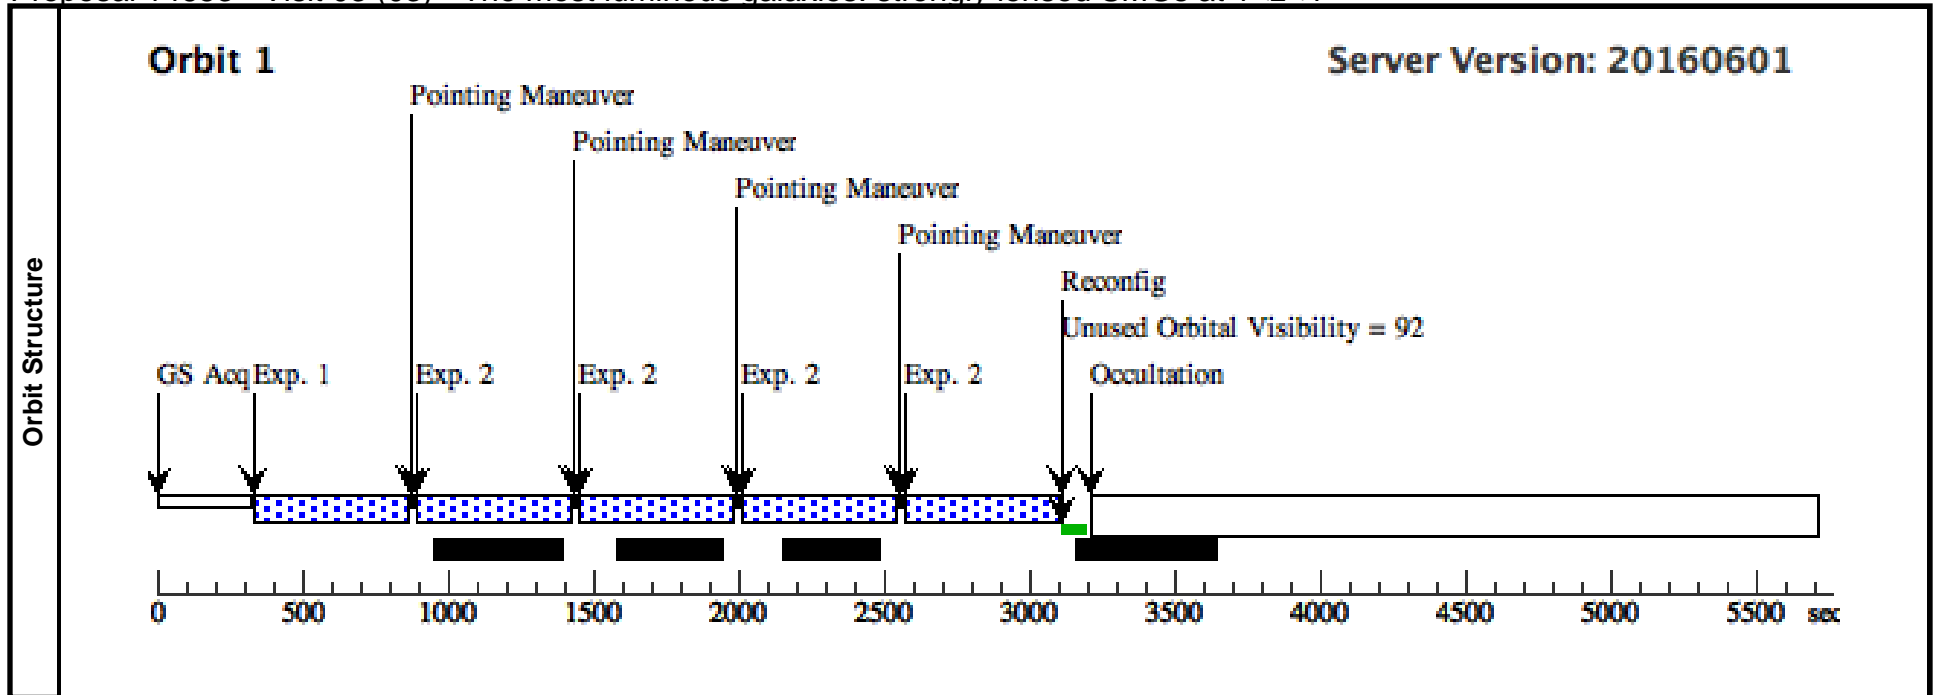 Orbit 1 Server Version: 20160601
Pointing Maneuver
Pointing Maneuver
Pointing Maneuver
Pointing Maneuver
Reconfig
Unused Orbital Visibility = 92
GS Acq Exp. 1 Exp. 2 Exp. 2 Exp. 2 Exp. 2 Occultation
Orbit Structure
0 500 1000 1500 2000 2500 3000 3500 4000 4500 5000 5500 sec